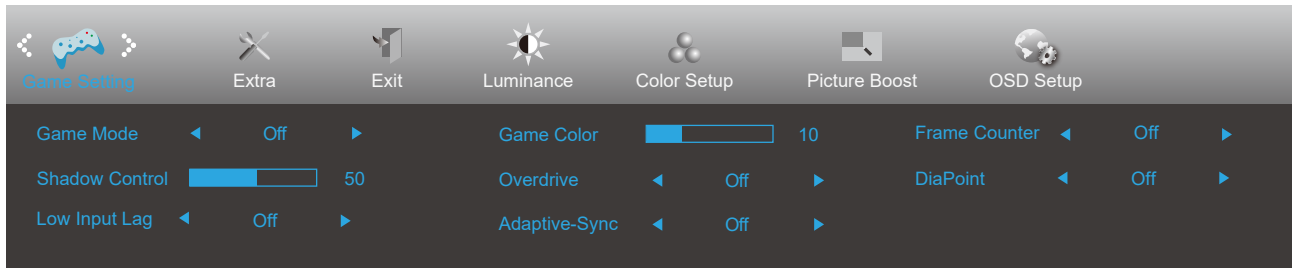 Game Setting Extra Exit Luminance Color Setup Picture Boost OSD Setup
Game Mode Off Game Color 10 Frame Counter Off
Shadow Control 50 Overdrive Off DiaPoint Off
Low Input Lag Off Adaptive-Sync Off